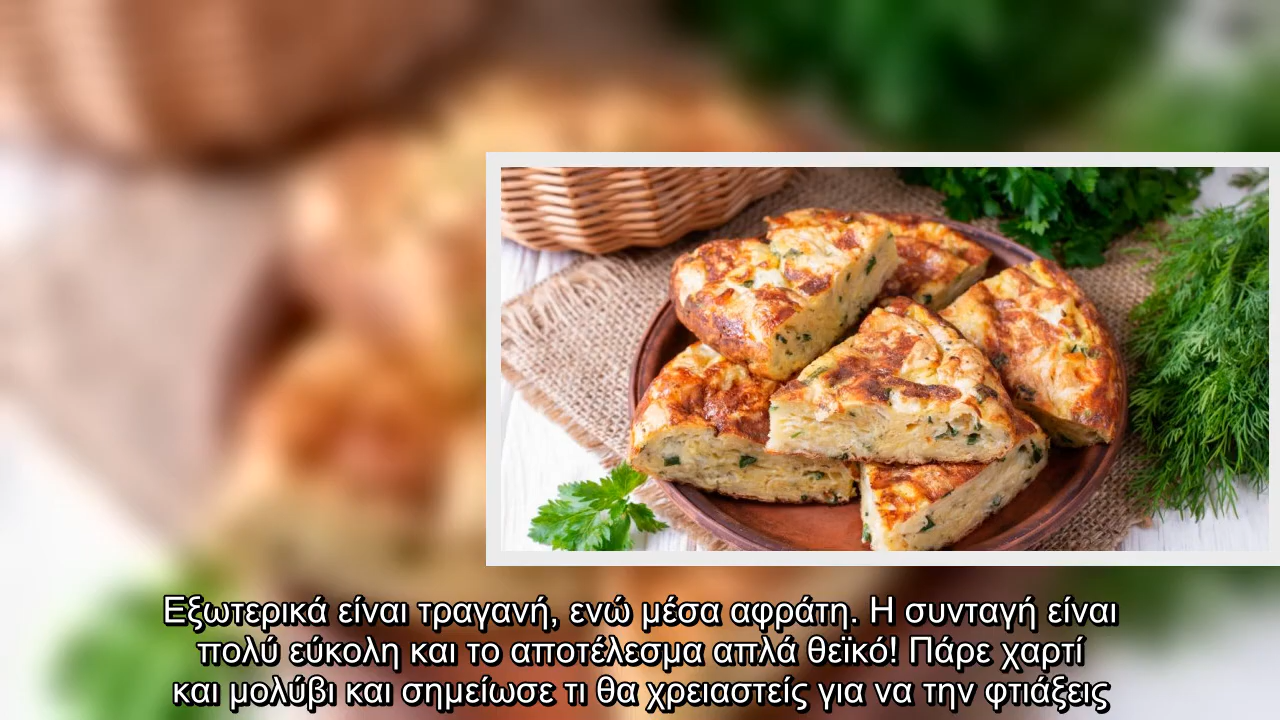 Εξωτερικά είναι τραγανή, ενώ μέσα αφράτη. Η συνταγή είναι
πολύ εύκολη και το αποτέλεσμα απλά θεϊκό! Πάρε χαρτί
και μολύβι και σημείωσε τι θα χρειαστείς για να την φτιάξεις